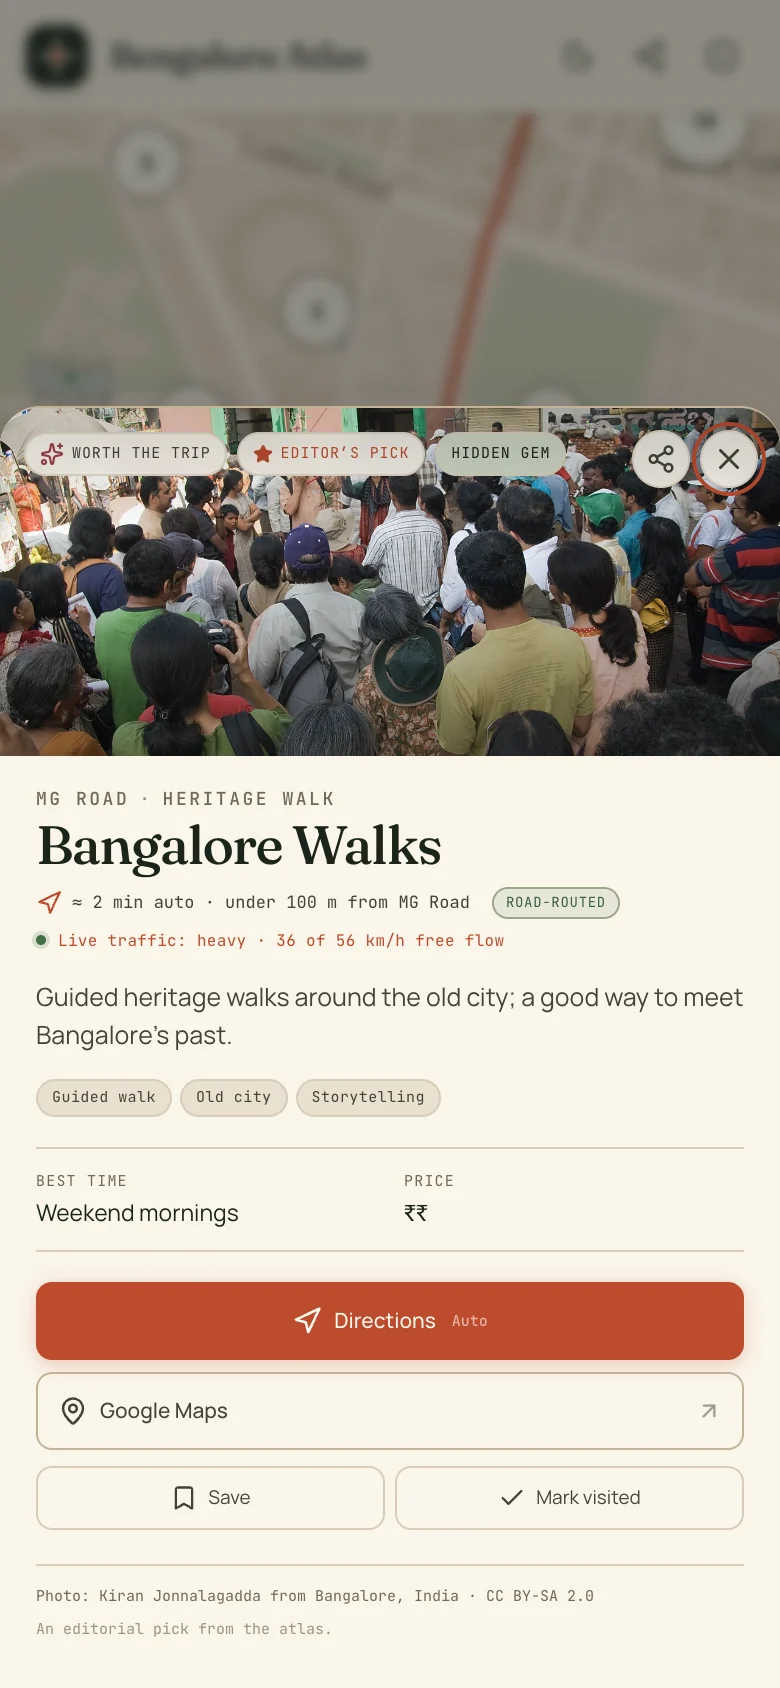 Bengaluru Atlas
WORTH THE TRIP
EDITOR’S PICK
HIDDEN GEM
MG ROAD · HERITAGE WALK
Bangalore Walks
≈ 2 min auto · under 100 m from MG Road
ROAD-ROUTED
Live traffic: heavy · 36 of 56 km/h free flow
Guided heritage walks around the old city; a good way to meet
Bangalore’s past.
Guided walk
Old city
Storytelling
BEST TIME
PRICE
Weekend mornings
₹₹
Directions Auto
Google Maps
Save
Mark visited
Photo: Kiran Jonnalagadda from Bangalore, India · CC BY-SA 2.0
An editorial pick from the atlas.